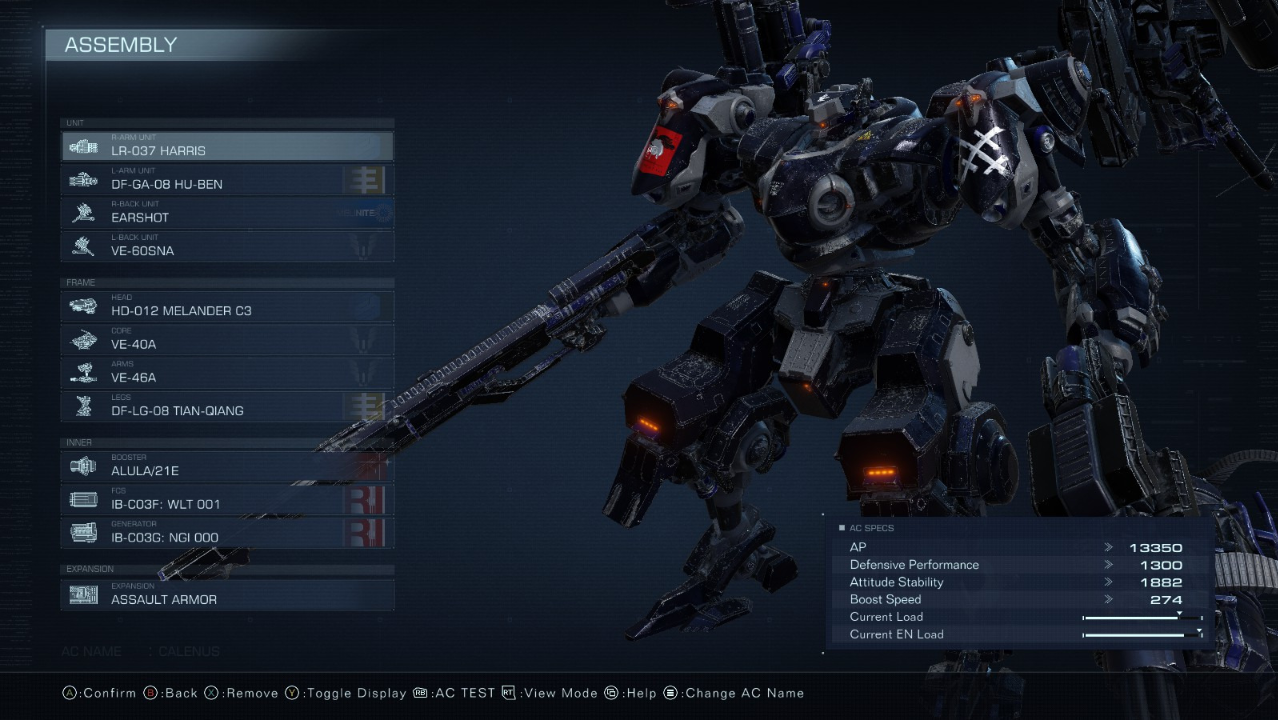 ASSEMBLY
UNIT
R-ARM UNIT
LR-037 HARRIS
L-ARM UNIT
DF-GA-08 HU-BEN
R-BACK UNIT
EARSHOT
L-BACK UNIT
VE-60SNA
FRAME
HEAD
HD-012 MELANDER C3
CORE
VE-40A
ARMS
VE-46A
LEGS
DF-LG-08 TIAN-QIANG
INNER
BOOSTER
ALULA/21E
FCS
IB-C03F: WLT 001
GENERATOR
IB-C03G: NGI 000
EXPANSION
EXPANSION
ASSAULT ARMOR
AC NAME : CALENUS
AC SPECS
AP 13350
Defensive Performance 1300
Attitude Stability 1882
Boost Speed 274
Current Load
Current EN Load
A:Confirm B:Back X:Remove Y:Toggle Display RB:AC TEST RT:View Mode :Help :Change AC Name